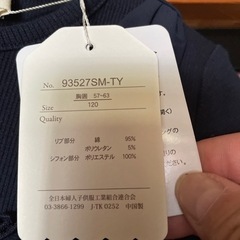 No. 93527SM-TY
胸囲 57-63
Size 120
Quality
リブ部分 綿 95%
ポリウレタン 5%
シフォン部分 ポリエステル 100%
全日本婦人子供服工業組合連合会
03-3866-1299 J-TK 0252 中国製